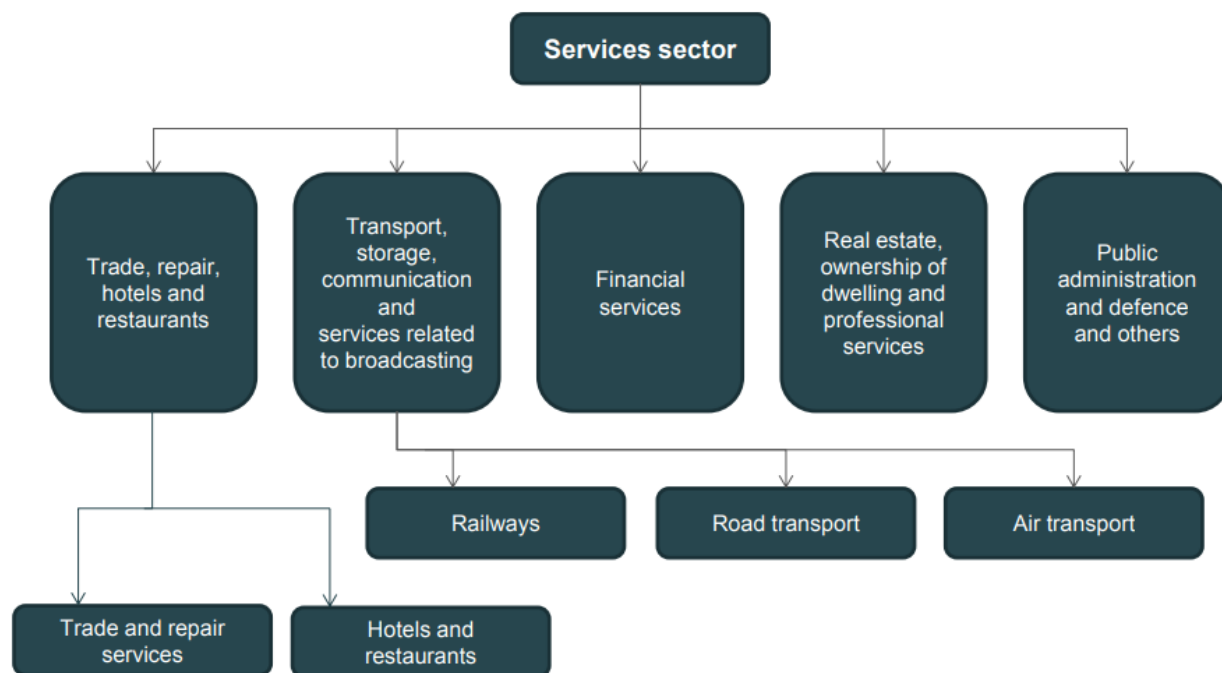 Services sector
Trade, repair,
hotels and
restaurants
Transport,
storage,
communication
and
services related
to broadcasting
Financial
services
Real estate,
ownership of
dwelling and
professional
services
Public
administration
and defence
and others
Railways
Road transport
Air transport
Trade and repair
services
Hotels and
restaurants